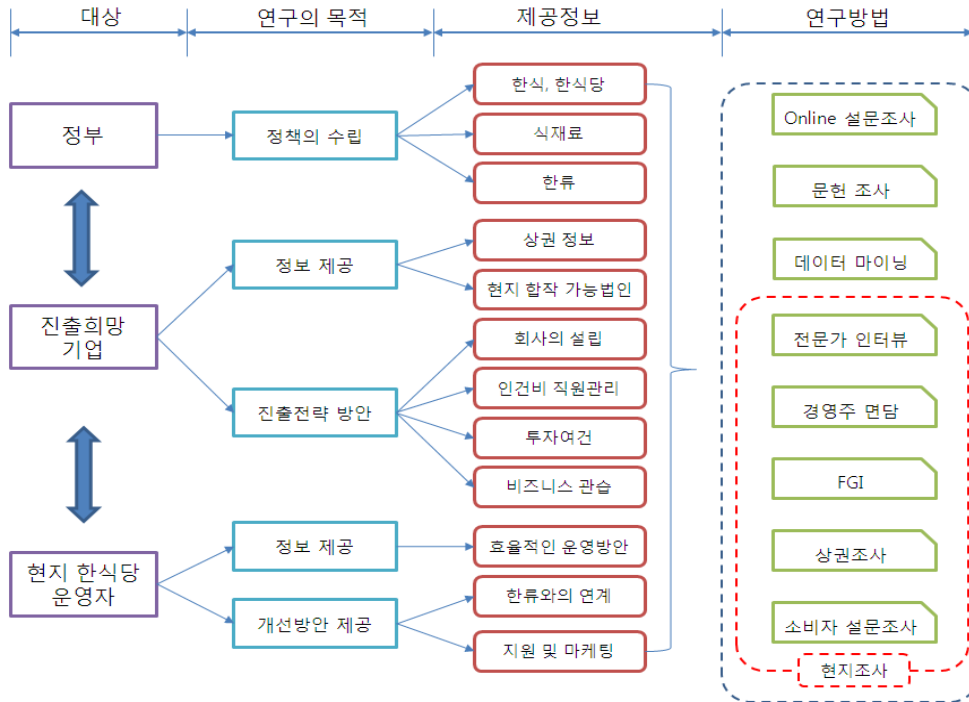 대상
연구의 목적
제공정보
연구방법
정부
정책의 수립
한식, 한식당
식재료
한류
진출희망
기업
정보 제공
상권 정보
현지 합작 가능법인
진출전략 방안
회사의 설립
인건비 직원관리
투자여건
비즈니스 관습
현지 한식당
운영자
정보 제공
효율적인 운영방안
개선방안 제공
한류와의 연계
지원 및 마케팅
Online 설문조사
문헌 조사
데이터 마이닝
전문가 인터뷰
경영주 면담
FGI
상권조사
소비자 설문조사
현지조사